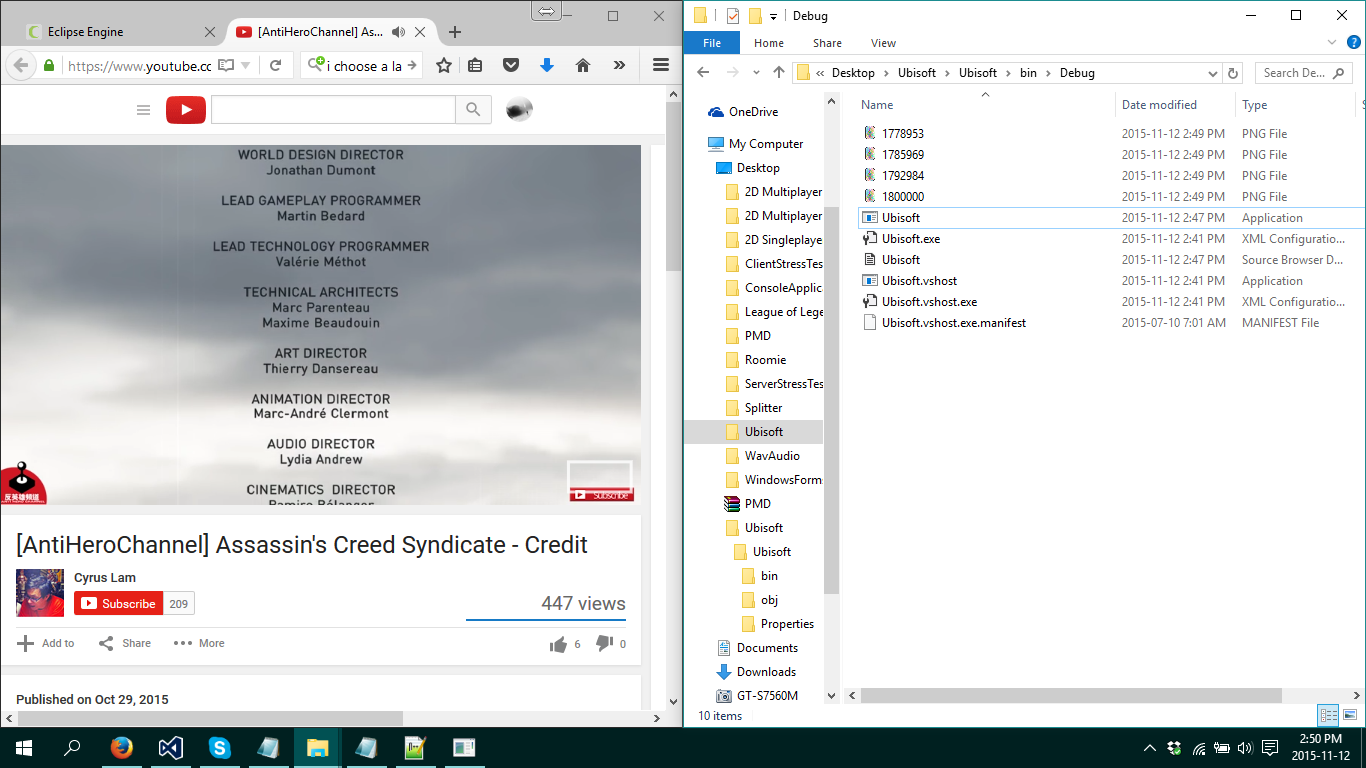 Eclipse Engine
[AntiHeroChannel] As...
https://www.youtube.co
i choose a la
WORLD DESIGN DIRECTOR
Jonathan Dumont
LEAD GAMEPLAY PROGRAMMER
Martin Bedard
LEAD TECHNOLOGY PROGRAMMER
Valérie Méthot
TECHNICAL ARCHITECTS
Marc Parenteau
Maxime Beaudouin
ART DIRECTOR
Thierry Dansereau
ANIMATION DIRECTOR
Marc-André Clermont
AUDIO DIRECTOR
Lydia Andrew
CINEMATICS DIRECTOR
反英雄頻道
Subscribe
[AntiHeroChannel] Assassin's Creed Syndicate - Credit
Cyrus Lam
Subscribe 209
447 views
Add to Share More 6 0
Published on Oct 29, 2015
Debug
File Home Share View
« Desktop Ubisoft Ubisoft bin Debug
Search De...
OneDrive
My Computer
Desktop
2D Multiplayer
2D Multiplayer
2D Singleplaye
ClientStressTes
ConsoleApplic
League of Lege
PMD
Roomie
ServerStressTes
Splitter
Ubisoft
WavAudio
WindowsForm
PMD
Ubisoft
Ubisoft
bin
obj
Properties
Documents
Downloads
GT-S7560M
Name Date modified Type
1778953 2015-11-12 2:49 PM PNG File
1785969 2015-11-12 2:49 PM PNG File
1792984 2015-11-12 2:49 PM PNG File
1800000 2015-11-12 2:49 PM PNG File
Ubisoft 2015-11-12 2:47 PM Application
Ubisoft.exe 2015-11-12 2:41 PM XML Configuratio...
Ubisoft 2015-11-12 2:47 PM Source Browser D...
Ubisoft.vshost 2015-11-12 2:41 PM Application
Ubisoft.vshost.exe 2015-11-12 2:41 PM XML Configuratio...
Ubisoft.vshost.exe.manifest 2015-07-10 7:01 AM MANIFEST File
10 items
2:50 PM
2015-11-12